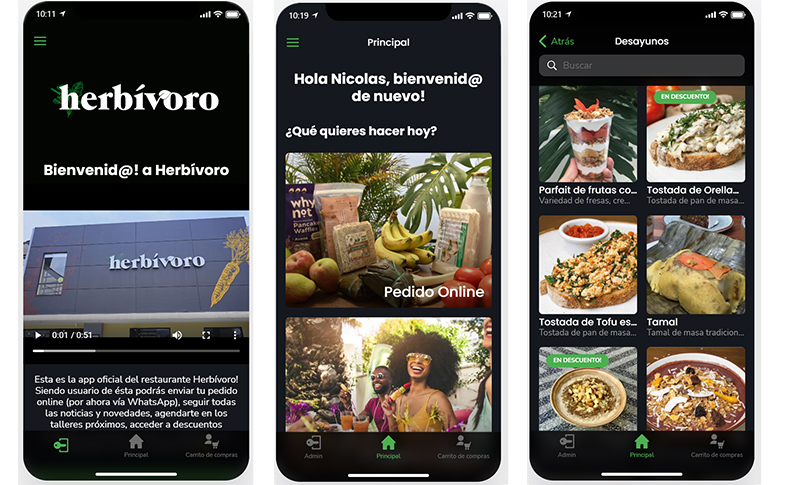 10:11
herbívoro
Bienvenid@! a Herbívoro
herbívoro
0:01 / 0:51
Esta es la app oficial del restaurante Herbívoro!
Siendo usuario de ésta podrás enviar tu pedido
online (por ahora vía WhatsApp), seguir todas
las noticias y novedades, agendarte en los
talleres próximos, acceder a descuentos
Principal
Carrito de compras
10:19
Principal
Hola Nicolas, bienvenid@
de nuevo!
¿Qué quieres hacer hoy?
why
not
Pancake
Waffles
Pedido Online
Admin
Principal
Carrito de compras
10:21
Atrás
Desayunos
Buscar
EN DESCUENTO!
Parfait de frutas co...
Variedad de fresas, cre...
Tostada de Orella...
Tostada de pan de masa...
Tostada de Tofu es...
Tostada de pan de masa...
Tamal
Tamal de masa tradicion...
EN DESCUENTO!
Admin
Principal
Carrito de compras